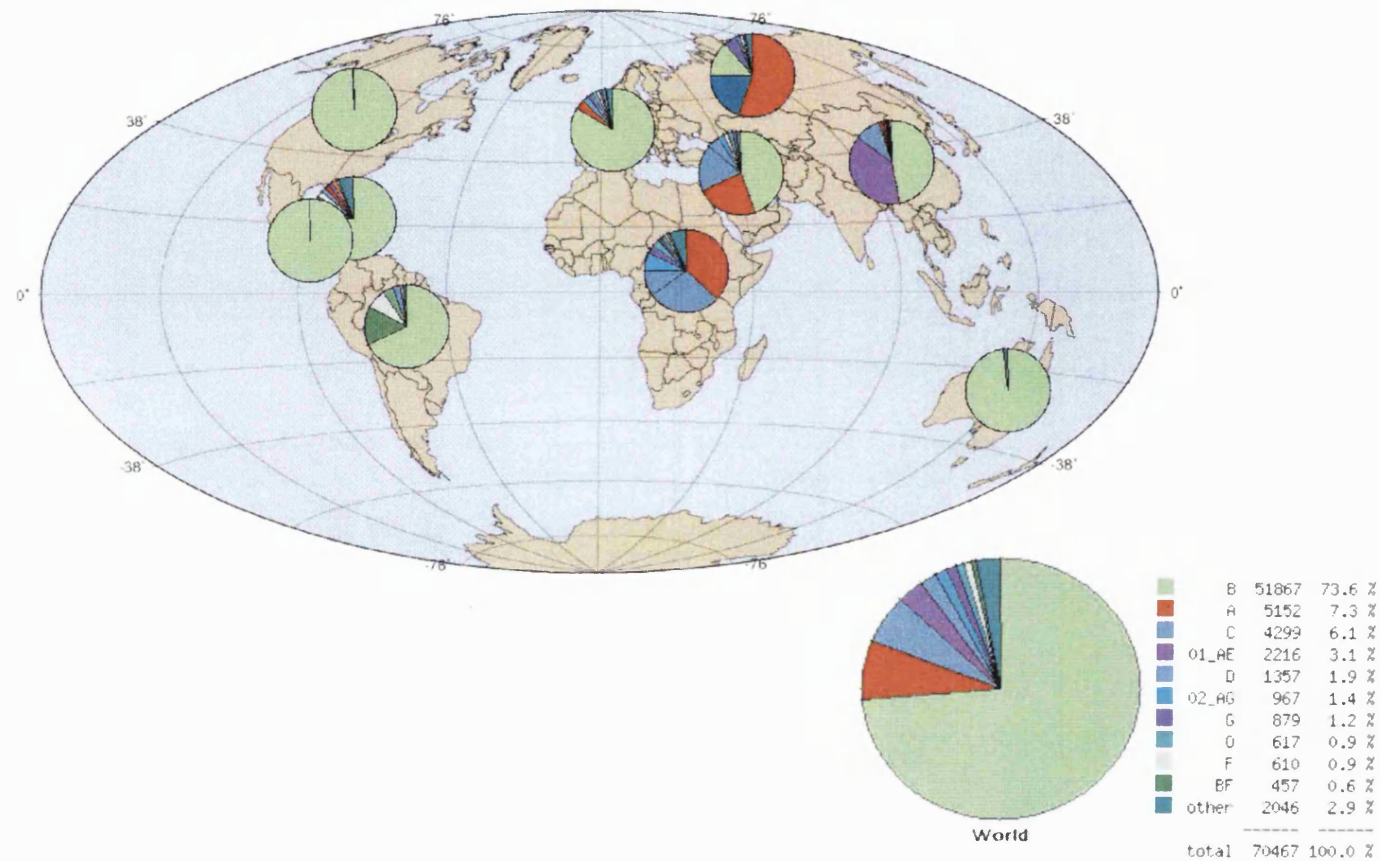 76°
76°
38°
38°
0°
0°
-38°
-38°
-76°
-76
B 51867 73.6 %
A 5152 7.3 %
C 4299 6.1 %
01_AE 2216 3.1 %
D 1357 1.9 %
02_AG 967 1.4 %
G 879 1.2 %
O 617 0.9 %
F 610 0.9 %
BF 457 0.6 %
other 2046 2.9 %
------ ------
total 70467 100.0 %
World